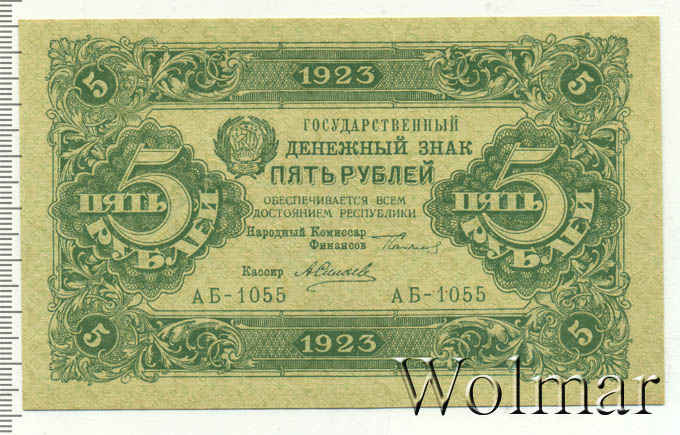 1923
5 5
ГОСУДАРСТВЕННЫЙ
ДЕНЕЖНЫЙ ЗНАК
ПЯТЬ РУБЛЕЙ
ОБЕСПЕЧИВАЕТСЯ ВСЕМ
ДОСТОЯНИЕМ РЕСПУБЛИКИ
5 ПЯТЬ РУБЛЕЙ
5 ПЯТЬ РУБЛЕЙ
Народный Комиссар
Финансов
Кассир А.Силаев
АБ-1055 АБ-1055
5 5
1923
Wolmar